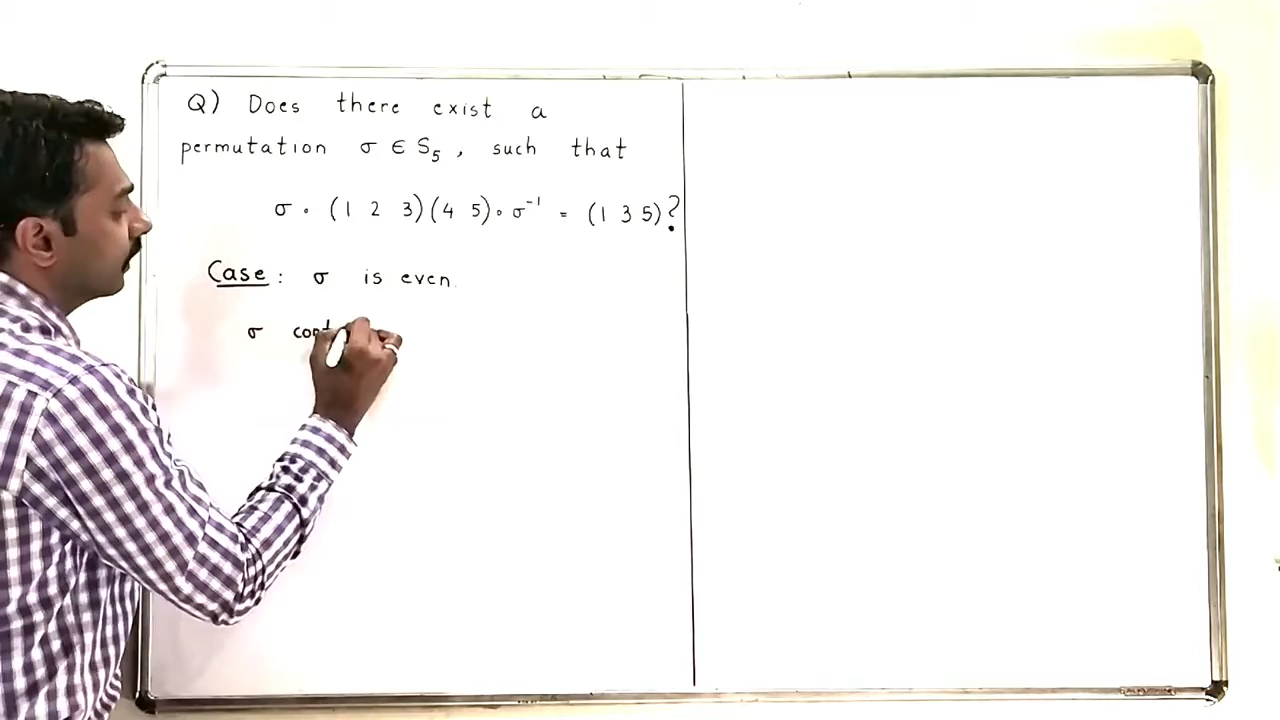 Q) Does there exist a
permutation σ ∈ S₅, such that
σ ∘ (1 2 3)(4 5) ∘ σ⁻¹ = (1 3 5)?
Case: σ is even.
σ